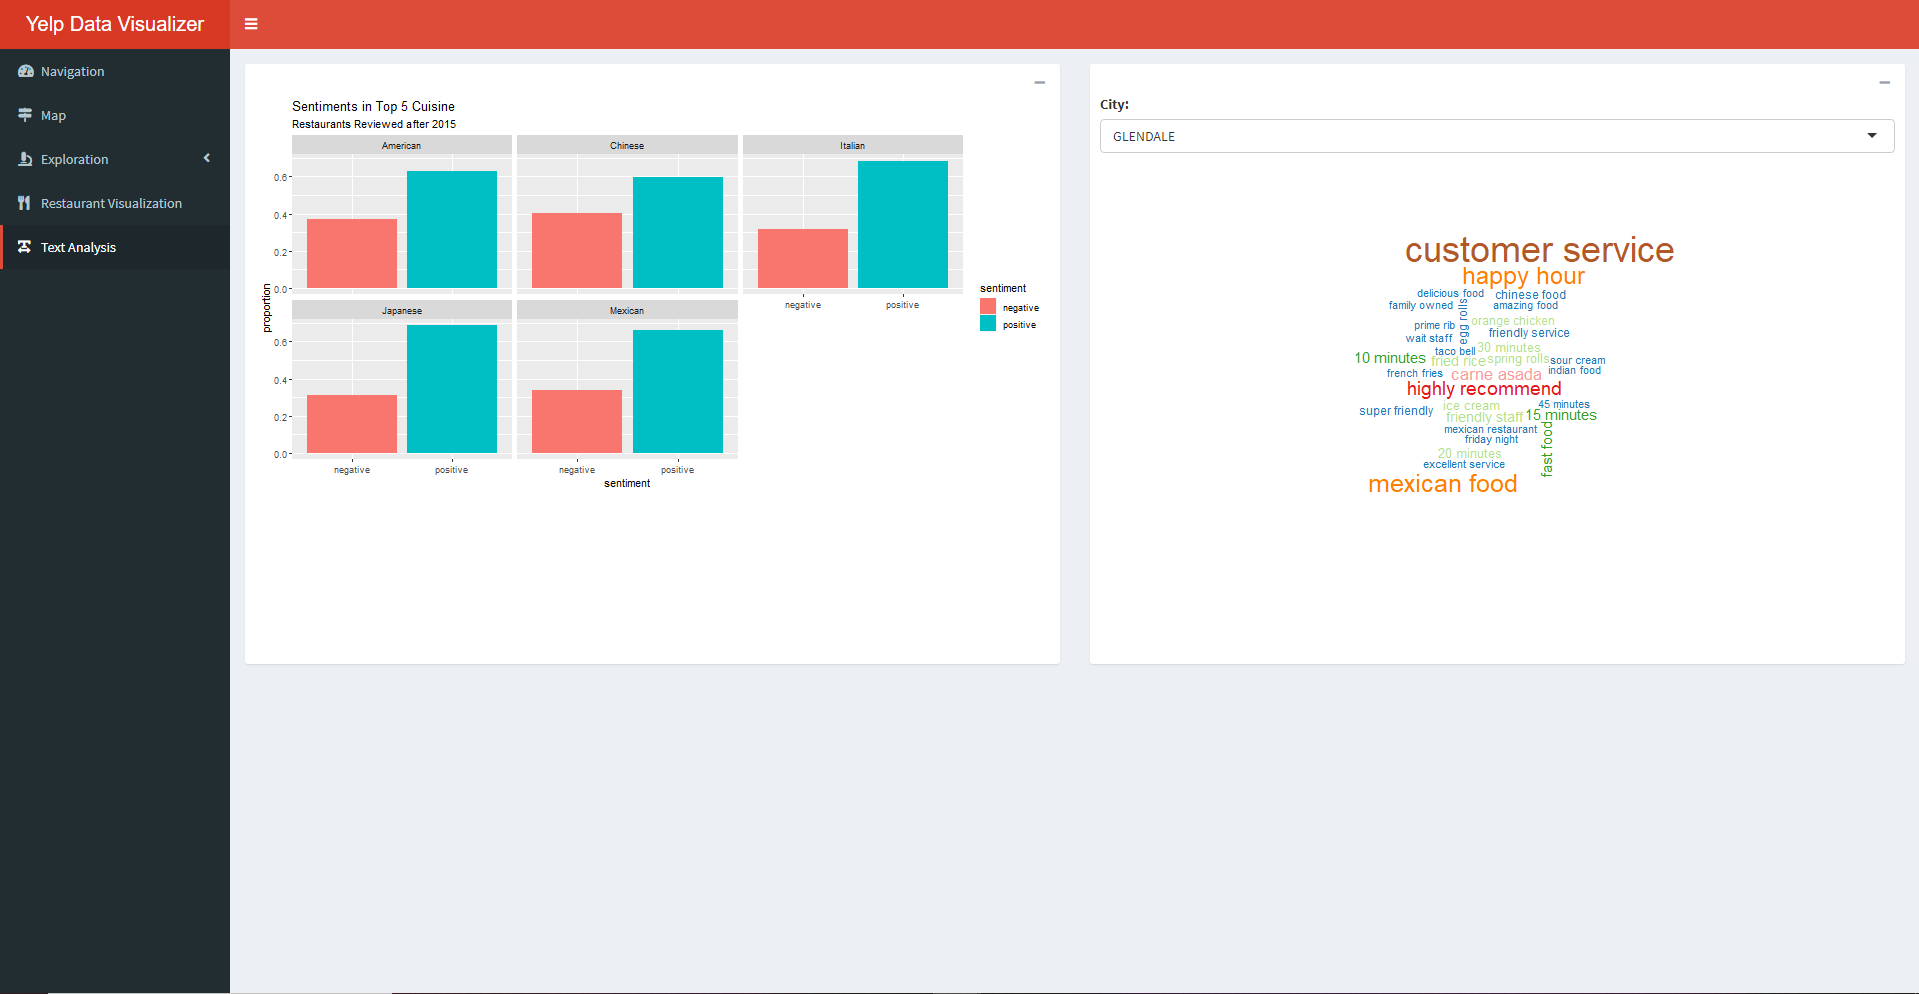 Yelp Data Visualizer
Navigation
Map
Exploration
Restaurant Visualization
Text Analysis
Sentiments in Top 5 Cuisine
Restaurants Reviewed after 2015
American
Chinese
Italian
0.6
0.4
0.2
0.0
negative
positive
Japanese
Mexican
0.6
0.4
0.2
0.0
negative
positive
negative
positive
proportion
sentiment
sentiment
negative
positive
City:
GLENDALE
customer service
happy hour
delicious food
chinese food
family owned
egg rolls
amazing food
prime rib
orange chicken
wait staff
friendly service
taco bell
30 minutes
10 minutes
fried rice
spring rolls
sour cream
french fries
carne asada
indian food
highly recommend
super friendly
ice cream
45 minutes
friendly staff
15 minutes
mexican restaurant
friday night
fast food
20 minutes
excellent service
mexican food